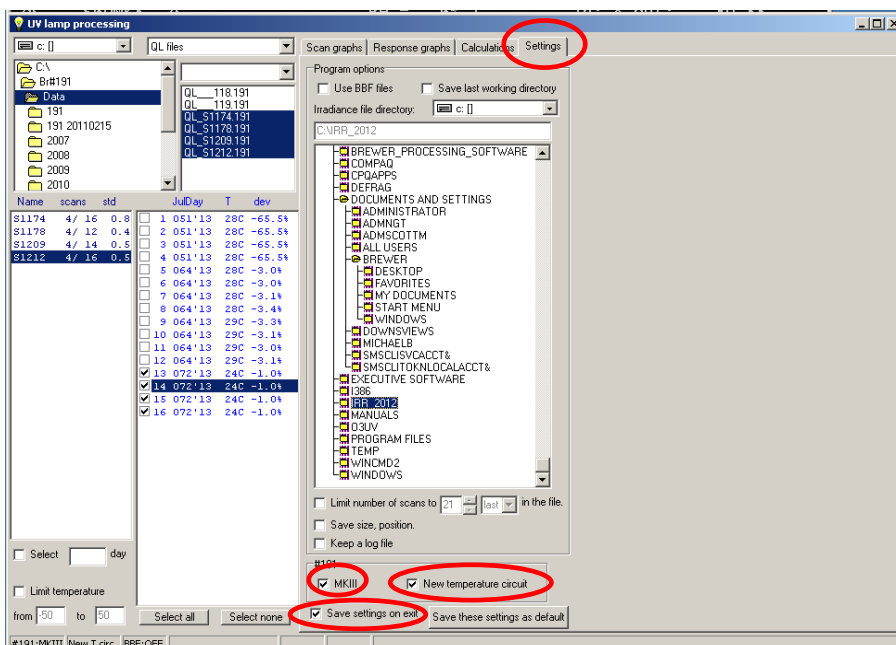 UV lamp processing
c: []
QL files
C:\
Br#191
Data
191
191 20110215
2007
2008
2009
2010
QL___118.191
QL___119.191
QL_S1174.191
QL_S1178.191
QL_S1209.191
QL_S1212.191
Name scans std
S1174 4/ 16 0.8
S1178 4/ 12 0.4
S1209 4/ 14 0.5
S1212 4/ 16 0.5
JulDay T dev
1 051'13 28C -65.5%
2 051'13 28C -65.5%
3 051'13 28C -65.5%
4 051'13 28C -65.5%
5 064'13 28C -3.0%
6 064'13 28C -3.0%
7 064'13 28C -3.1%
8 064'13 28C -3.4%
9 064'13 29C -3.3%
10 064'13 29C -3.1%
11 064'13 29C -3.0%
12 064'13 29C -3.1%
13 072'13 24C -1.0%
14 072'13 24C -1.0%
15 072'13 24C -1.0%
16 072'13 24C -1.0%
Select day
Limit temperature
from -50 to 50
Select all Select none
Scan graphs Response graphs Calculations Settings
Program options
Use BBF files Save last working directory
Irradiance file directory: c: []
C:\IRR_2012
BREWER_PROCESSING_SOFTWARE
COMPAQ
CPQAPPS
DEFRAG
DOCUMENTS AND SETTINGS
ADMINISTRATOR
ADMNGT
ADMSCOTTM
ALL USERS
BREWER
DESKTOP
FAVORITES
MY DOCUMENTS
START MENU
WINDOWS
DOWNSVIEWS
MICHAELB
SMSCLISVCACCT&
SMSCLITOKNLOCALACCT&
EXECUTIVE SOFTWARE
I386
IRR_2012
MANUALS
O3UV
PROGRAM FILES
TEMP
WINCMD2
WINDOWS
Limit number of scans to 21 last in the file.
Save size, position.
Keep a log file
#191
MKIII New temperature circuit
Save settings on exit Save these settings as default
#191:MKIII New T circ. BBF:OFF